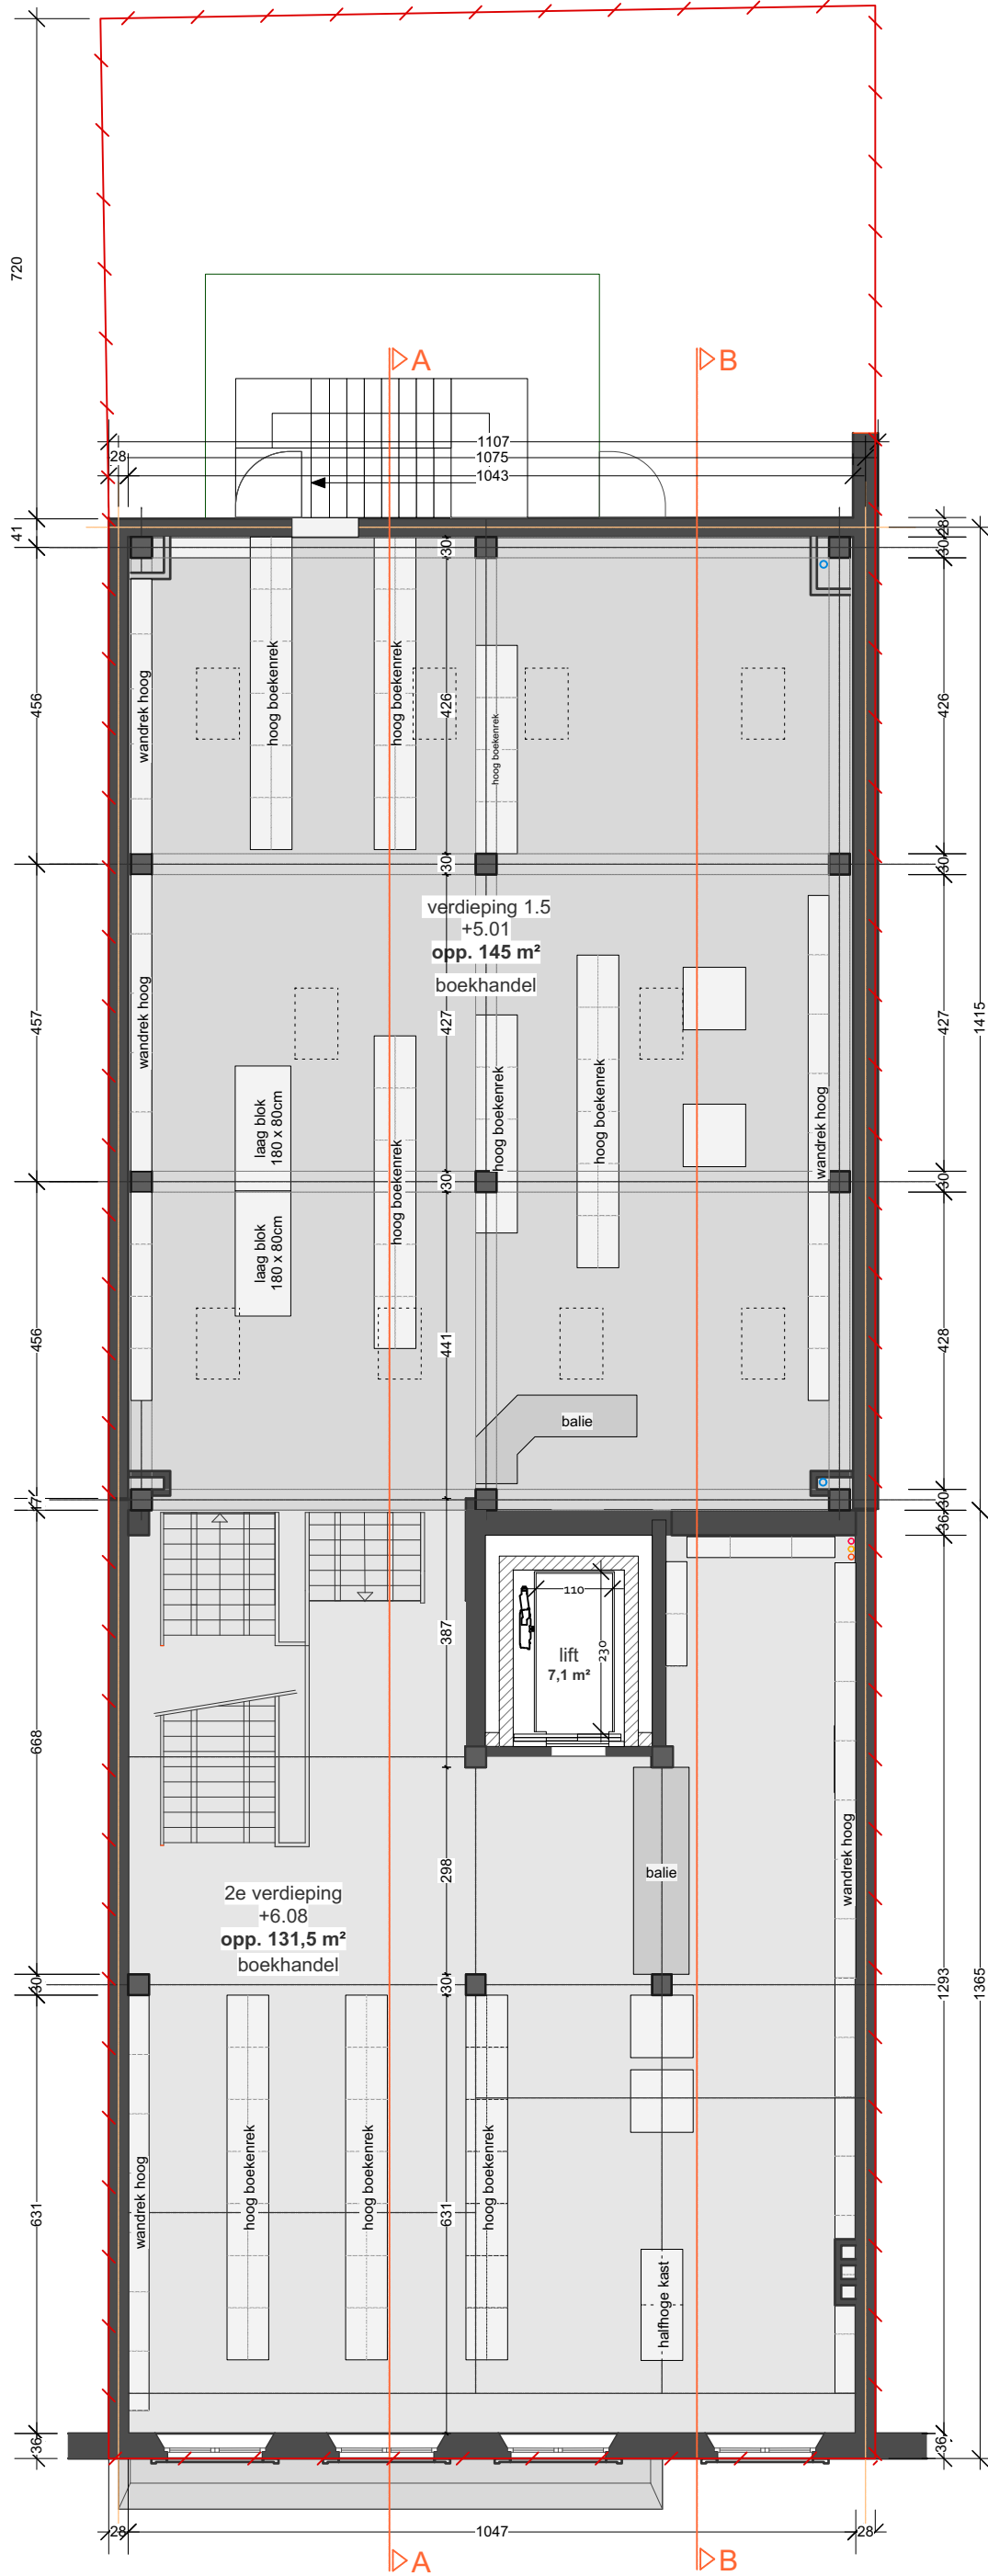 720
A
B
1107
28
1075
1043
41
28
30
30
wandrek hoog
hoog boekenrek
hoog boekenrek
hoog boekenrek
456
426
426
30
30
verdieping 1.5
+5.01
opp. 145 m²
boekhandel
wandrek hoog
457
427
427
1415
laag blok
180 x 80cm
hoog boekenrek
hoog boekenrek
hoog boekenrek
wandrek hoog
30
30
laag blok
180 x 80cm
456
441
428
balie
17
30
36
110
387
230
lift
7,1 m²
668
298
balie
wandrek hoog
2e verdieping
+6.08
opp. 131,5 m²
boekhandel
30
30
1293
1365
wandrek hoog
hoog boekenrek
hoog boekenrek
hoog boekenrek
631
631
halfhoge kast
36
36
28
1047
28
A
B